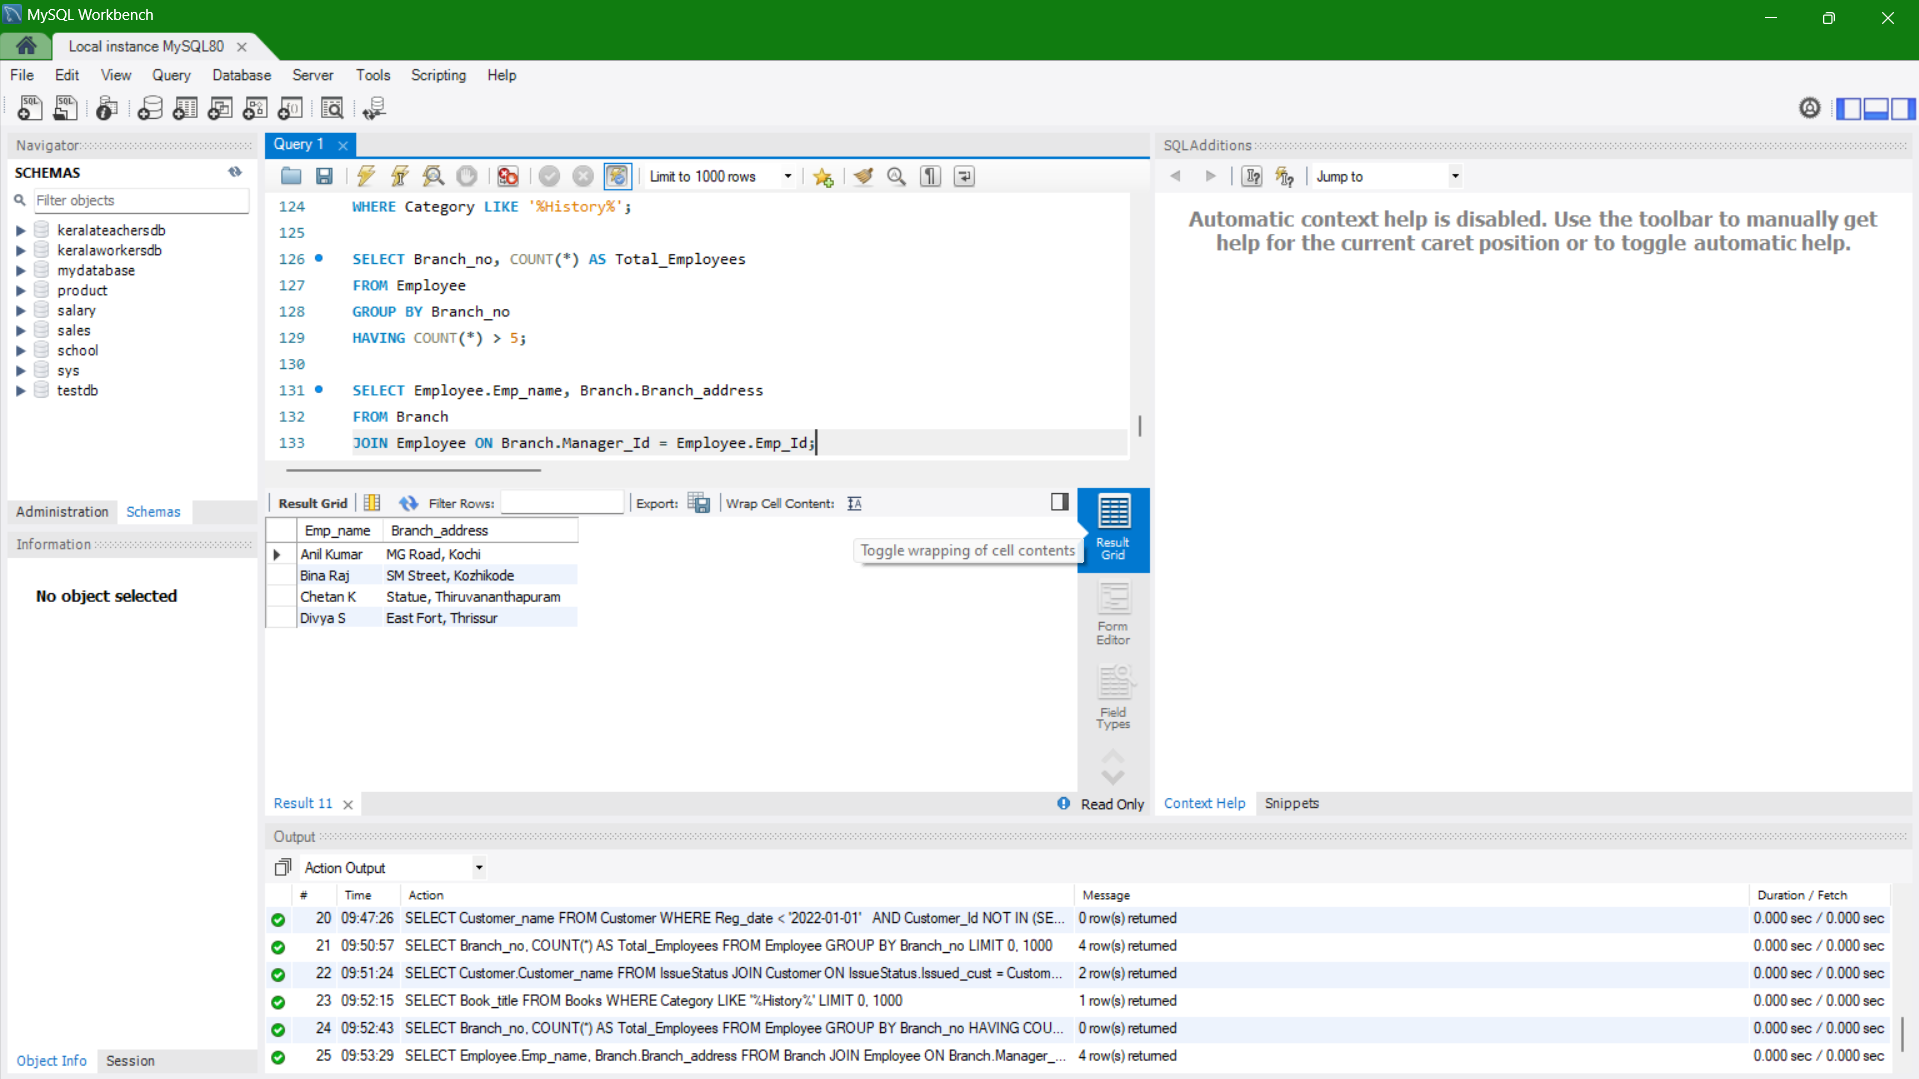 MySQL Workbench
Local instance MySQL80
File Edit View Query Database Server Tools Scripting Help
Navigator
SCHEMAS
Filter objects
keralateachersdb
keralaworkersdb
mydatabase
product
salary
sales
school
sys
testdb
Administration Schemas
Information
No object selected
Object Info Session
Query 1
Limit to 1000 rows
124 WHERE Category LIKE '%History%';
125
126 SELECT Branch_no, COUNT(*) AS Total_Employees
127 FROM Employee
128 GROUP BY Branch_no
129 HAVING COUNT(*) > 5;
130
131 SELECT Employee.Emp_name, Branch.Branch_address
132 FROM Branch
133 JOIN Employee ON Branch.Manager_Id = Employee.Emp_Id;
Result Grid Filter Rows: Export: Wrap Cell Content:
Emp_name Branch_address
Anil Kumar MG Road, Kochi
Bina Raj SM Street, Kozhikode
Chetan K Statue, Thiruvananthapuram
Divya S East Fort, Thrissur
Toggle wrapping of cell contents
Result
Grid
Form
Editor
Field
Types
Result 11
Read Only
SQLAdditions
Jump to
Automatic context help is disabled. Use the toolbar to manually get
help for the current caret position or to toggle automatic help.
Context Help Snippets
Output
Action Output
# Time Action Message Duration / Fetch
20 09:47:26 SELECT Customer_name FROM Customer WHERE Reg_date < '2022-01-01' AND Customer_Id NOT IN (SE... 0 row(s) returned 0.000 sec / 0.000 sec
21 09:50:57 SELECT Branch_no, COUNT(*) AS Total_Employees FROM Employee GROUP BY Branch_no LIMIT 0, 1000 4 row(s) returned 0.000 sec / 0.000 sec
22 09:51:24 SELECT Customer.Customer_name FROM IssueStatus JOIN Customer ON IssueStatus.Issued_cust = Custom... 2 row(s) returned 0.000 sec / 0.000 sec
23 09:52:15 SELECT Book_title FROM Books WHERE Category LIKE '%History%' LIMIT 0, 1000 1 row(s) returned 0.000 sec / 0.000 sec
24 09:52:43 SELECT Branch_no, COUNT(*) AS Total_Employees FROM Employee GROUP BY Branch_no HAVING COU... 0 row(s) returned 0.000 sec / 0.000 sec
25 09:53:29 SELECT Employee.Emp_name, Branch.Branch_address FROM Branch JOIN Employee ON Branch.Manager_... 4 row(s) returned 0.000 sec / 0.000 sec